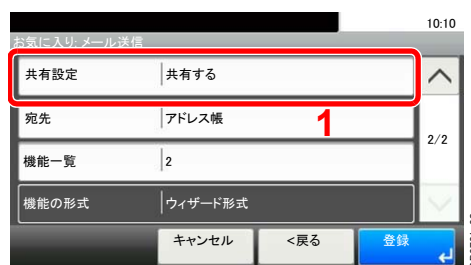 10:10
お気に入り: メール送信
共有設定 共有する
宛先 アドレス帳 1
2/2
機能一覧 2
機能の形式 ウィザード形式
キャンセル <戻る 登録